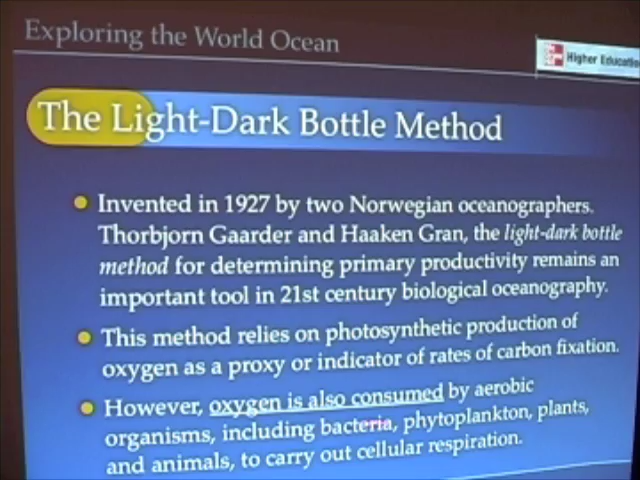 Exploring the World Ocean
Higher Educatio
The Light-Dark Bottle Method
Invented in 1927 by two Norwegian oceanographers.
Thorbjorn Gaarder and Haaken Gran, the light-dark bottle
method for determining primary productivity remains an
important tool in 21st century biological oceanography.
This method relies on photosynthetic production of
oxygen as a proxy or indicator of rates of carbon fixation.
However, oxygen is also consumed by aerobic
organisms, including bacteria, phytoplankton, plants,
and animals, to carry out cellular respiration.